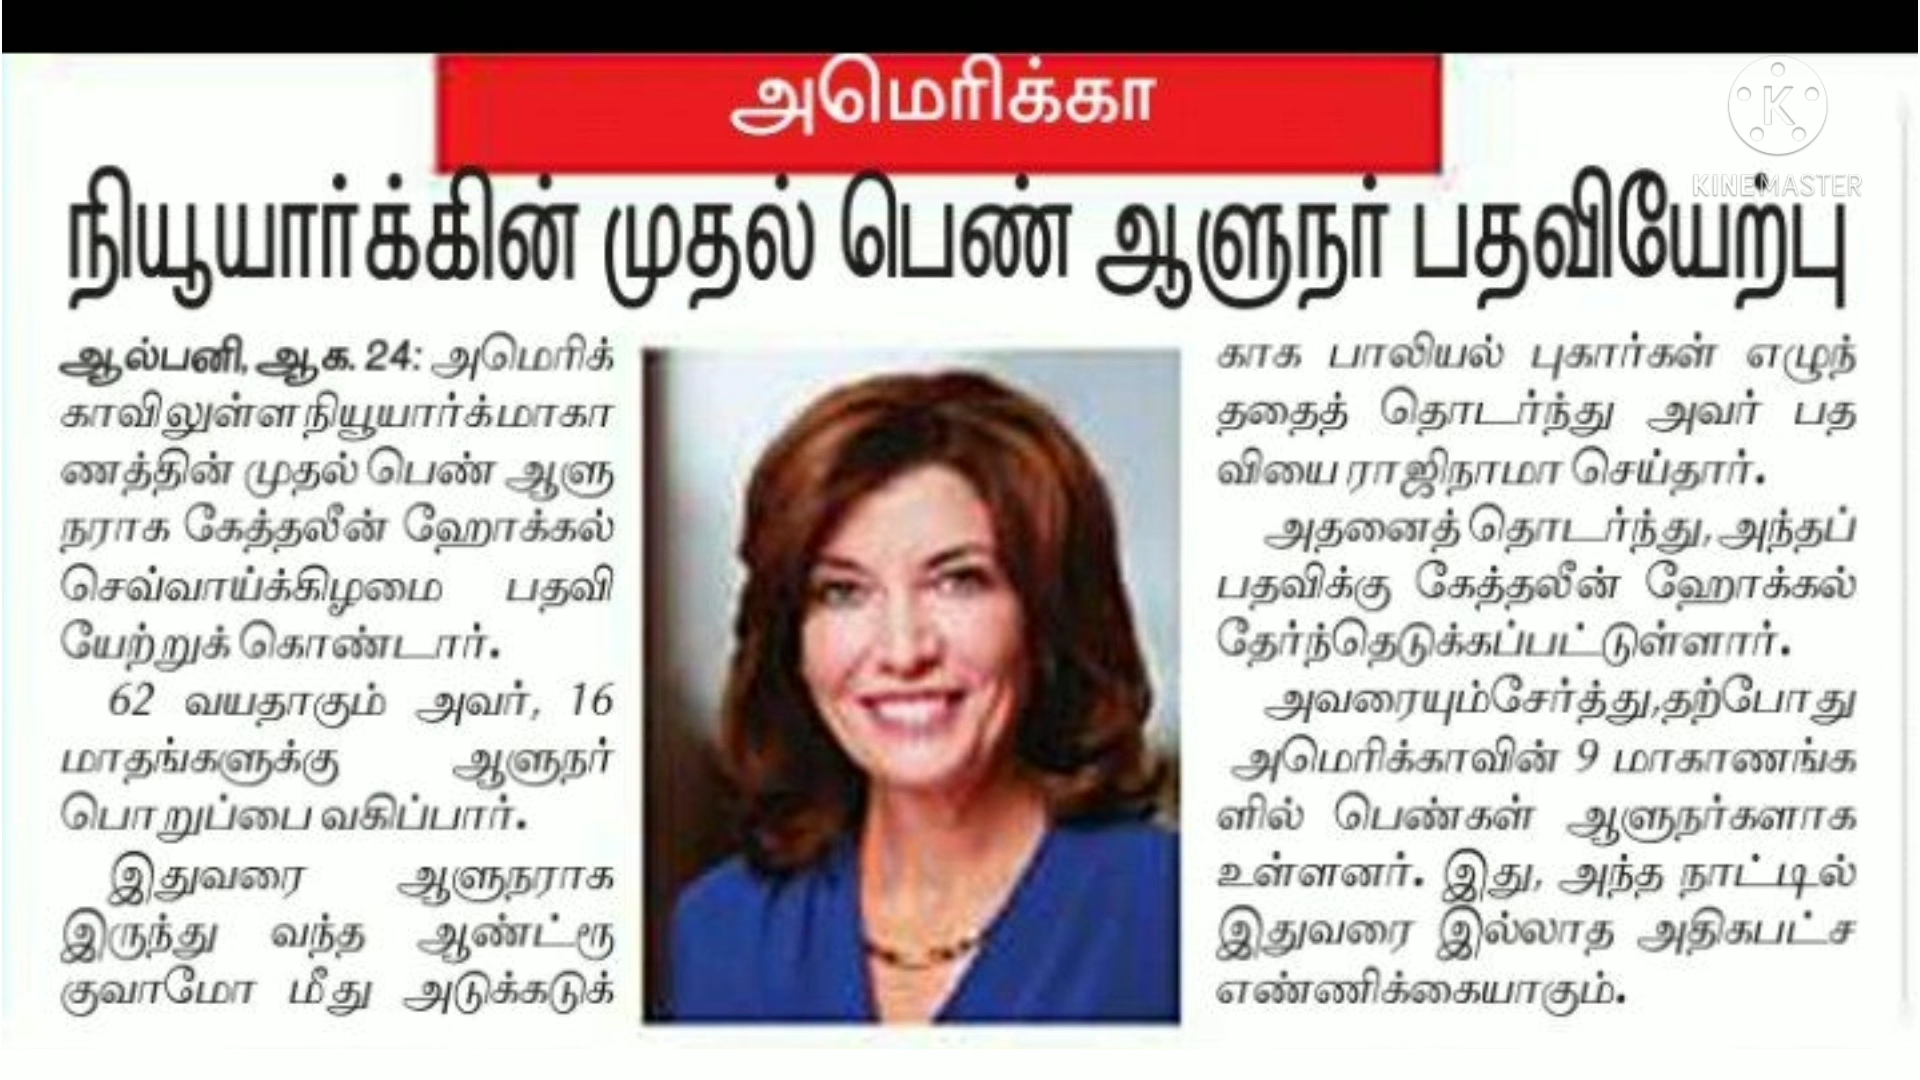 அமெரிக்கா
KINEMASTER
நியூயார்க்கின் முதல் பெண் ஆளுநர் பதவியேற்பு
ஆல்பனி, ஆக. 24: அமெரிக்
காவிலுள்ள நியூயார்க் மாகா
ணத்தின் முதல் பெண் ஆளு
நராக கேத்தலீன் ஹோக்கல்
செவ்வாய்க்கிழமை பதவி
யேற்றுக் கொண்டார்.
62 வயதாகும் அவர், 16
மாதங்களுக்கு ஆளுநர்
பொறுப்பை வகிப்பார்.
இதுவரை ஆளுநராக
இருந்து வந்த ஆண்ட்ரூ
குவாமோ மீது அடுக்கடுக்
காக பாலியல் புகார்கள் எழுந்
ததைத் தொடர்ந்து அவர் பத
வியை ராஜிநாமா செய்தார்.
அதனைத் தொடர்ந்து, அந்தப்
பதவிக்கு கேத்தலீன் ஹோக்கல்
தேர்ந்தெடுக்கப்பட்டுள்ளார்.
அவரையும் சேர்த்து, தற்போது
அமெரிக்காவின் 9 மாகாணங்க
ளில் பெண்கள் ஆளுநர்களாக
உள்ளனர். இது, அந்த நாட்டில்
இதுவரை இல்லாத அதிகபட்ச
எண்ணிக்கையாகும்.